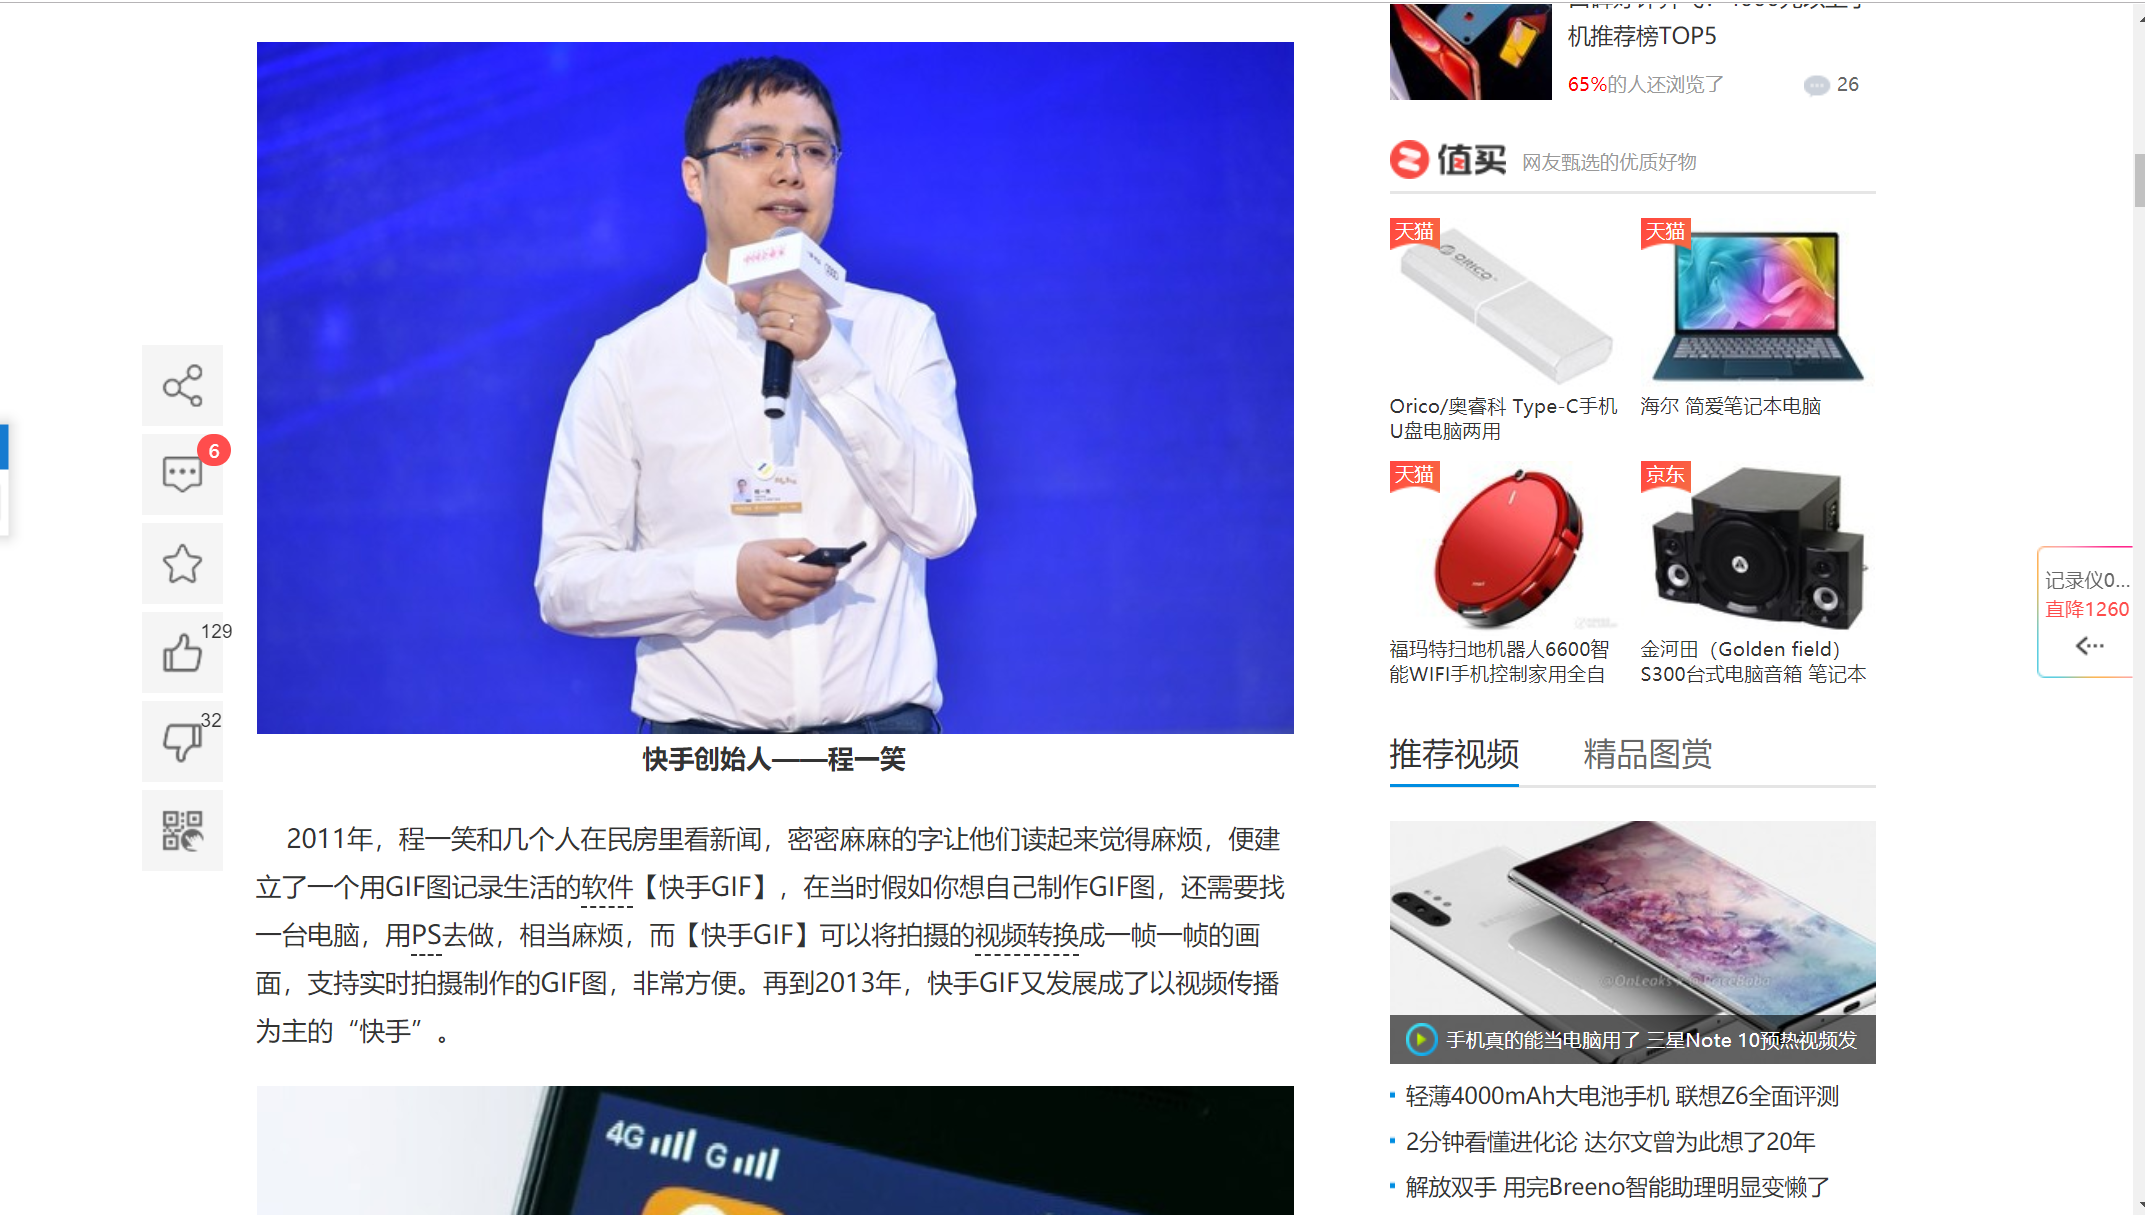 机推荐榜TOP5
65%的人还浏览了
26
值买 网友甄选的优质好物
天猫
ORICO
天猫
Orico/奥睿科 Type-C手机
U盘电脑两用
海尔 简爱笔记本电脑
天猫
京东
福玛特扫地机器人6600智
能WIFI手机控制家用全自
金河田（Golden field）
S300台式电脑音箱 笔记本
6
129
32
快手创始人——程一笑
2011年，程一笑和几个人在民房里看新闻，密密麻麻的字让他们读起来觉得麻烦，便建
立了一个用GIF图记录生活的软件【快手GIF】，在当时假如你想自己制作GIF图，还需要找
一台电脑，用PS去做，相当麻烦，而【快手GIF】可以将拍摄的视频转换成一帧一帧的画
面，支持实时拍摄制作的GIF图，非常方便。再到2013年，快手GIF又发展成了以视频传播
为主的“快手”。
4G G
推荐视频 精品图赏
手机真的能当电脑用了 三星Note 10预热视频发
轻薄4000mAh大电池手机 联想Z6全面评测
2分钟看懂进化论 达尔文曾为此想了20年
解放双手 用完Breeno智能助理明显变懒了
记录仪0...
直降1260